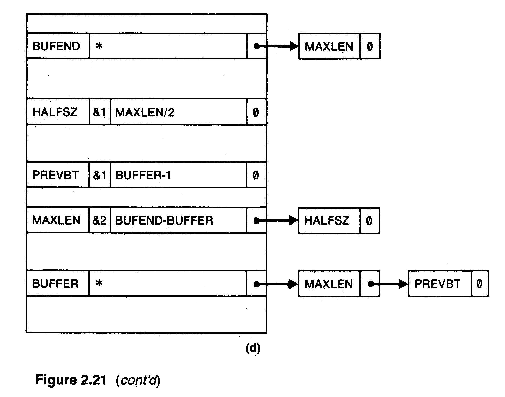 BUFEND * MAXLEN 0
HALFSZ &1 MAXLEN/2 0
PREVBT &1 BUFFER-1 0
MAXLEN &2 BUFEND-BUFFER HALFSZ 0
BUFFER * MAXLEN PREVBT 0
(d)
Figure 2.21 (cont'd)